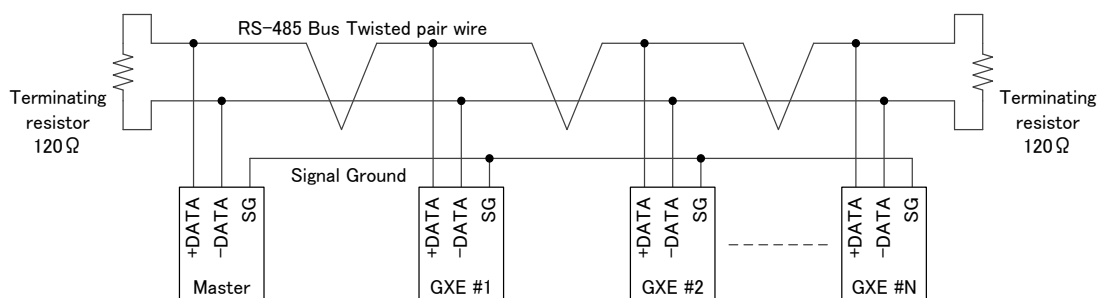 RS-485 Bus Twisted pair wire
Terminating
resistor
120Ω
Terminating
resistor
120Ω
Signal Ground
+DATA
-DATA
SG
Master
+DATA
-DATA
SG
GXE #1
+DATA
-DATA
SG
GXE #2
+DATA
-DATA
SG
GXE #N